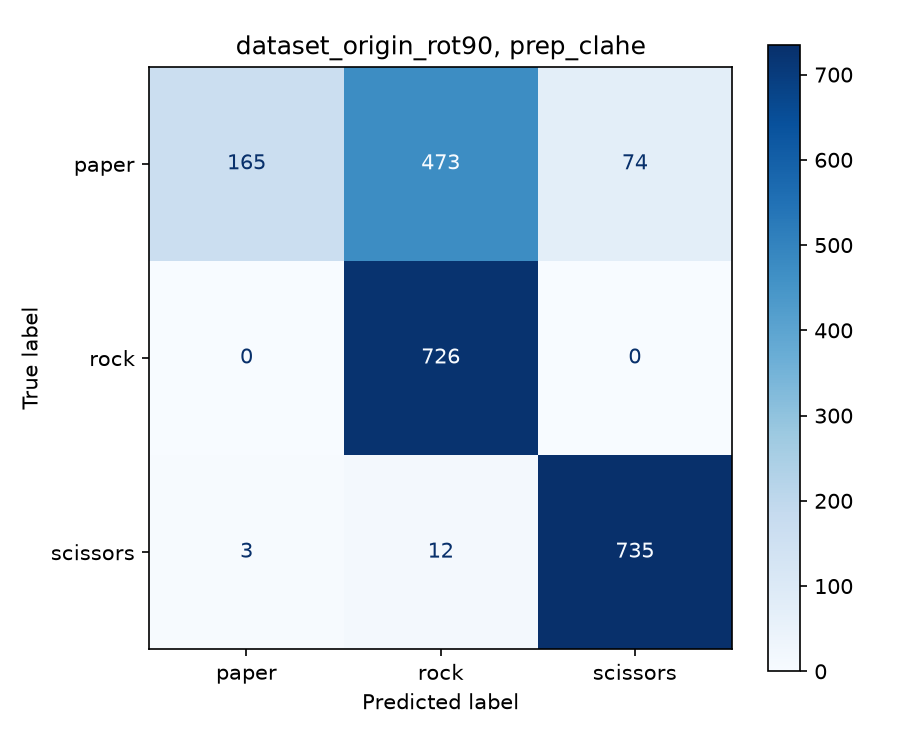 dataset_origin_rot90, prep_clahe
700
600
500
400
300
200
100
0
True label
paper
rock
scissors
165 473 74
0 726 0
3 12 735
paper rock scissors
Predicted label